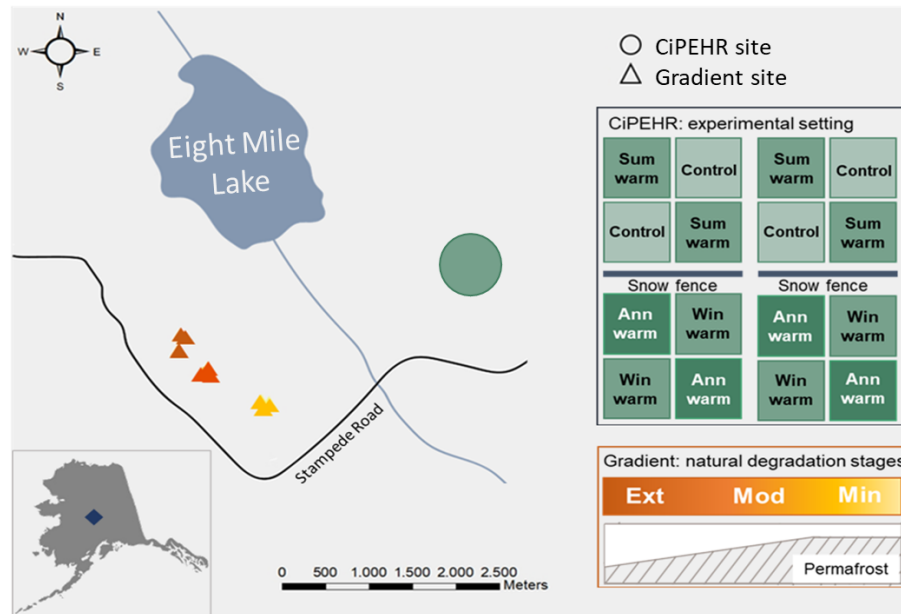 N
W E
S
Eight Mile
Lake
Stampede Road
0 500 1.000 1.500 2.000 2.500
Meters
CiPEHR site
Gradient site
CiPEHR: experimental setting
Sum warm Control Sum warm Control
Control Sum warm Control Sum warm
Snow fence Snow fence
Ann warm Win warm Ann warm Win warm
Win warm Ann warm Win warm Ann warm
Gradient: natural degradation stages
Ext Mod Min
Permafrost